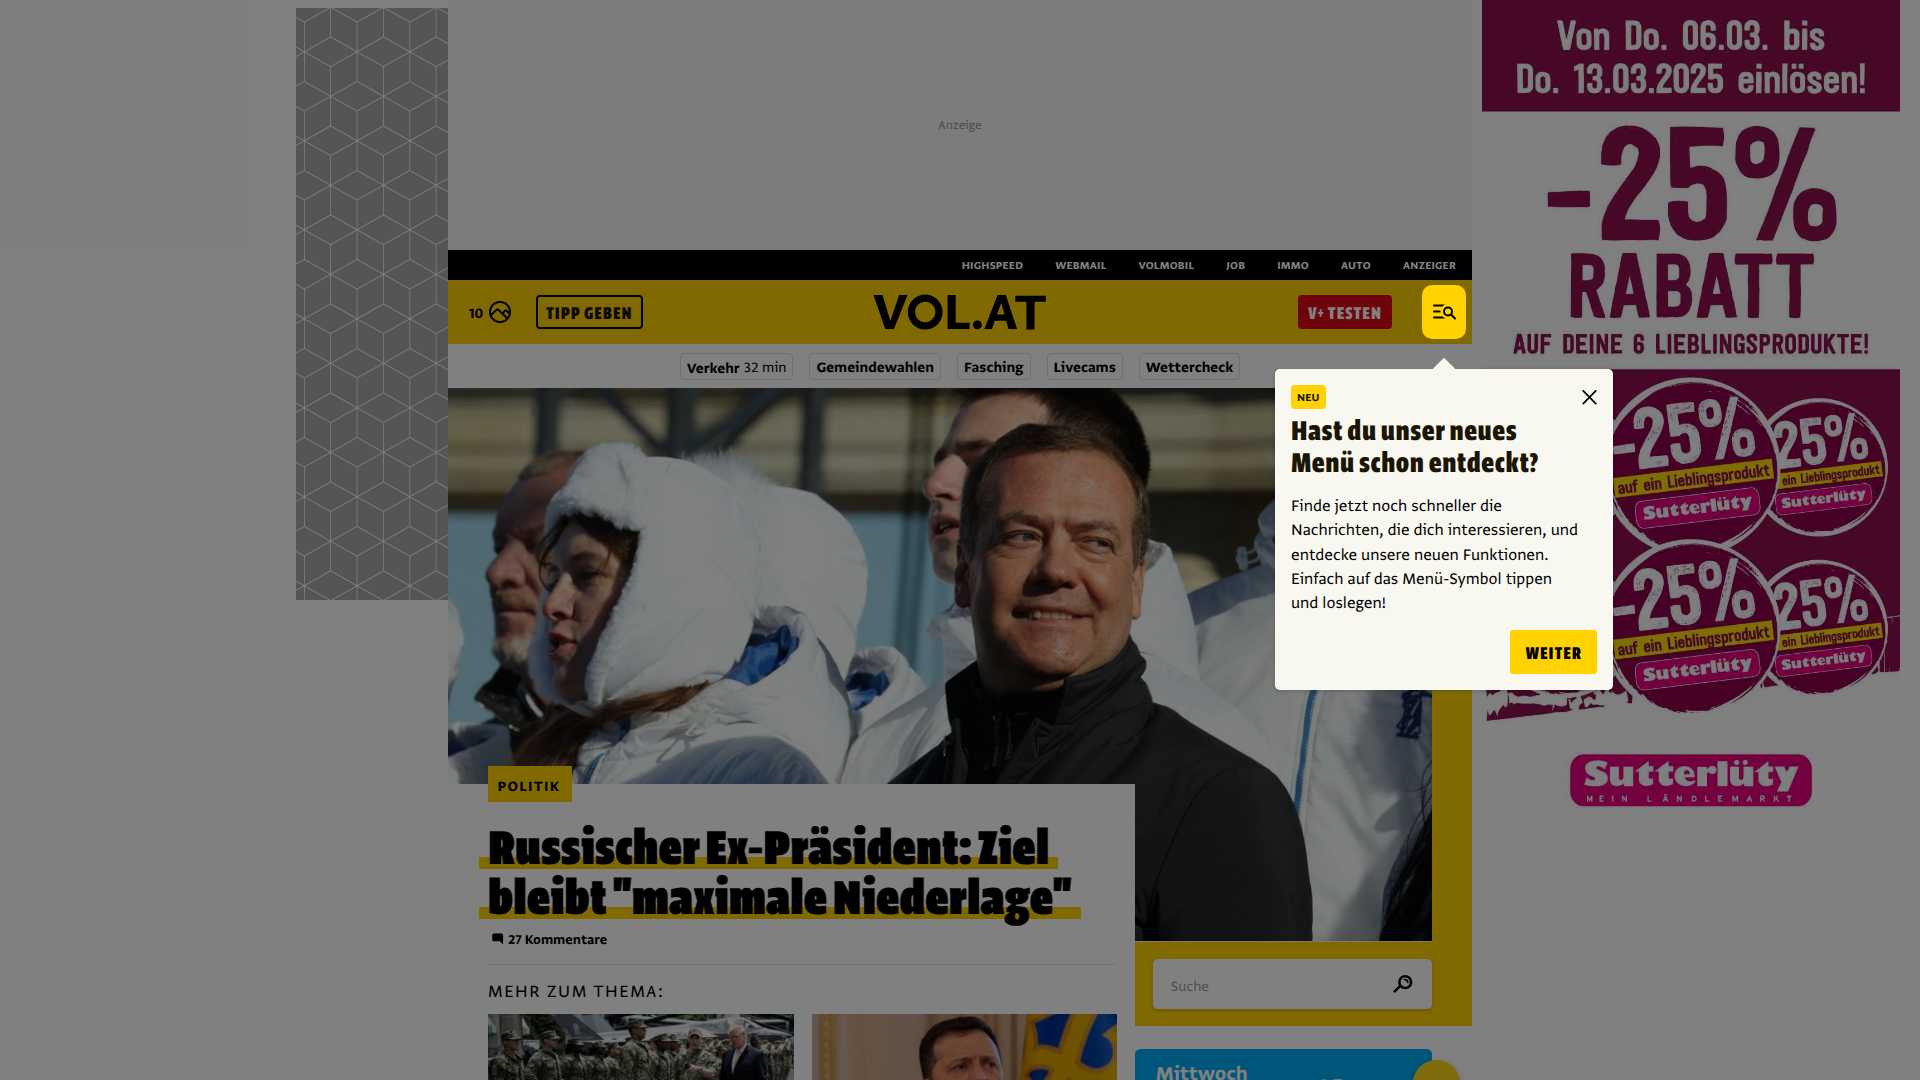 Anzeige
HIGHSPEED WEBMAIL VOLMOBIL JOB IMMO AUTO ANZEIGER
10
TIPP GEBEN
VOL.AT
V+ TESTEN
Verkehr 32 min
Gemeindewahlen
Fasching
Livecams
Wettercheck
NEU
Hast du unser neues
Menü schon entdeckt?
Finde jetzt noch schneller die
Nachrichten, die dich interessieren, und
entdecke unsere neuen Funktionen.
Einfach auf das Menü-Symbol tippen
und loslegen!
WEITER
POLITIK
Russischer Ex-Präsident: Ziel
bleibt "maximale Niederlage"
27 Kommentare
MEHR ZUM THEMA:
Suche
Mittwoch
Von Do. 06.03. bis
Do. 13.03.2025 einlösen!
-25%
RABATT
AUF DEINE 6 LIEBLINGSPRODUKTE!
-25%
auf ein Lieblingsprodukt
Sutterlüty
25%
ein Lieblingsprodukt
Sutterlüty
-25%
auf ein Lieblingsprodukt
Sutterlüty
25%
ein Lieblingsprodukt
Sutterlüty
Sutterlüty
MEIN LÄNDLEMARKT